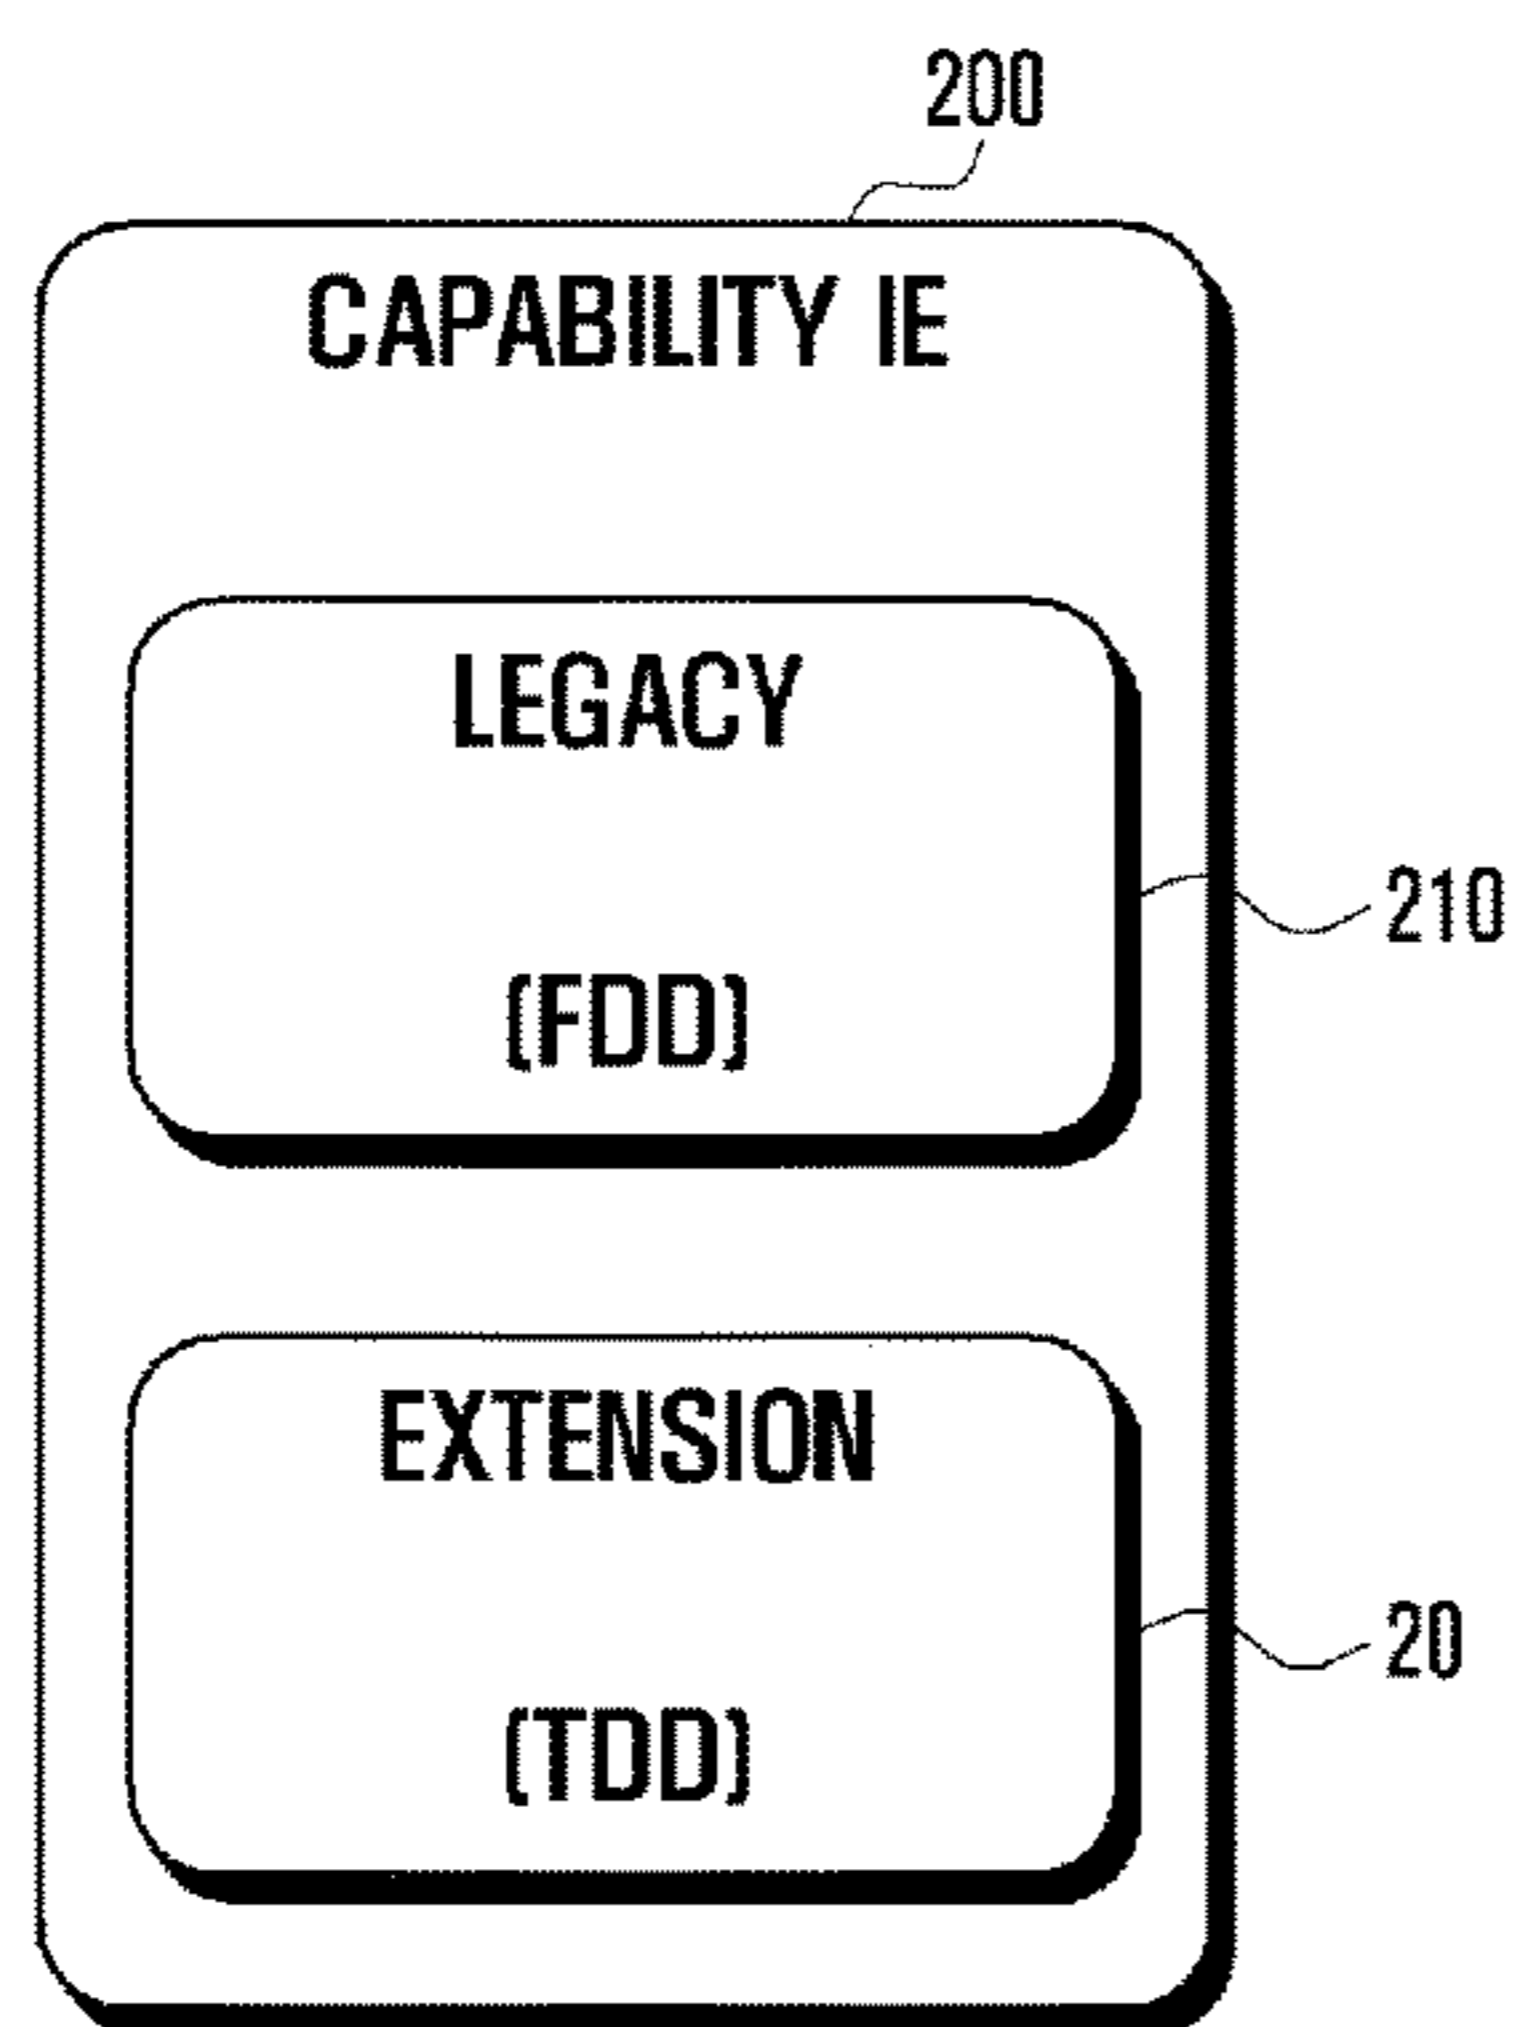 200
CAPABILITY IE
LEGACY
210
(FDD)
EXTENSION
20
(TDD)